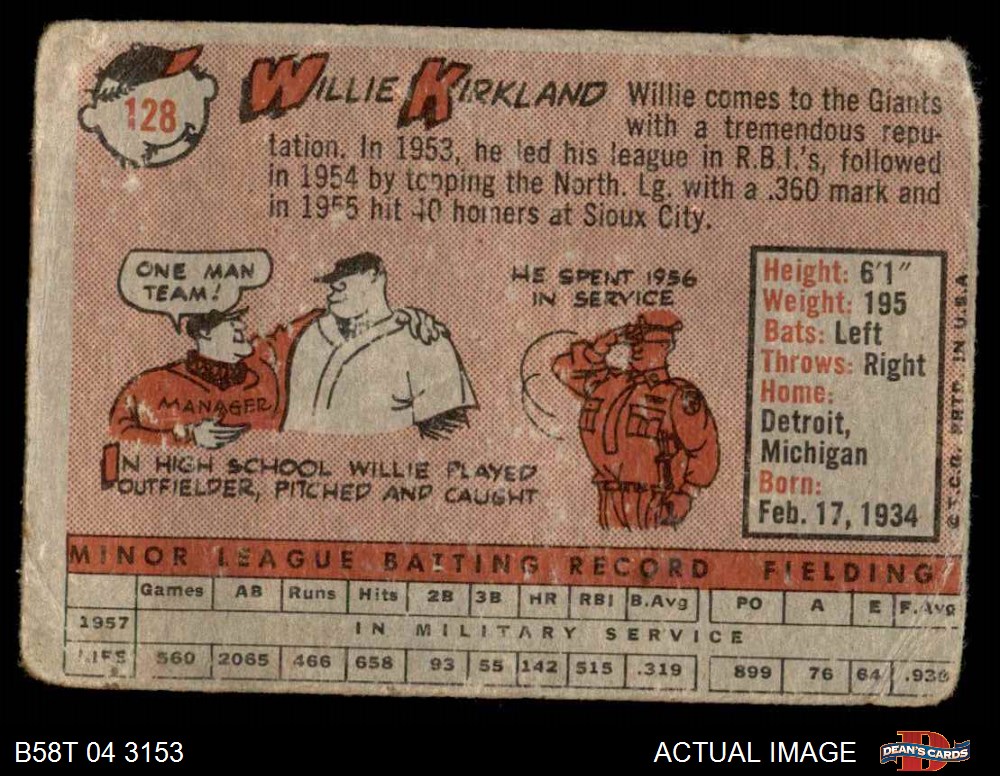 128
WILLIE KIRKLAND
Willie comes to the Giants
with a tremendous repu-
tation. In 1953, he led his league in R.B.I.'s, followed
in 1954 by topping the North. Lg. with a .360 mark and
in 1955 hit 40 homers at Sioux City.
ONE MAN
TEAM!
MANAGER
IN HIGH SCHOOL WILLIE PLAYED
OUTFIELDER, PITCHED AND CAUGHT
HE SPENT 1956
IN SERVICE
Height: 6'1"
Weight: 195
Bats: Left
Throws: Right
Home:
Detroit,
Michigan
Born:
Feb. 17, 1934
© T.C.G. PRTD. IN U.S.A.
MINOR LEAGUE BATTING RECORD FIELDING
Games AB Runs Hits 2B 3B HR RBI B.Avg PO A E F.Avg
1957 IN MILITARY SERVICE
LIFE 560 2065 466 658 93 55 142 515 .319 899 76 64
B58T 04 3153
ACTUAL IMAGE
D
DEAN'S CARDS